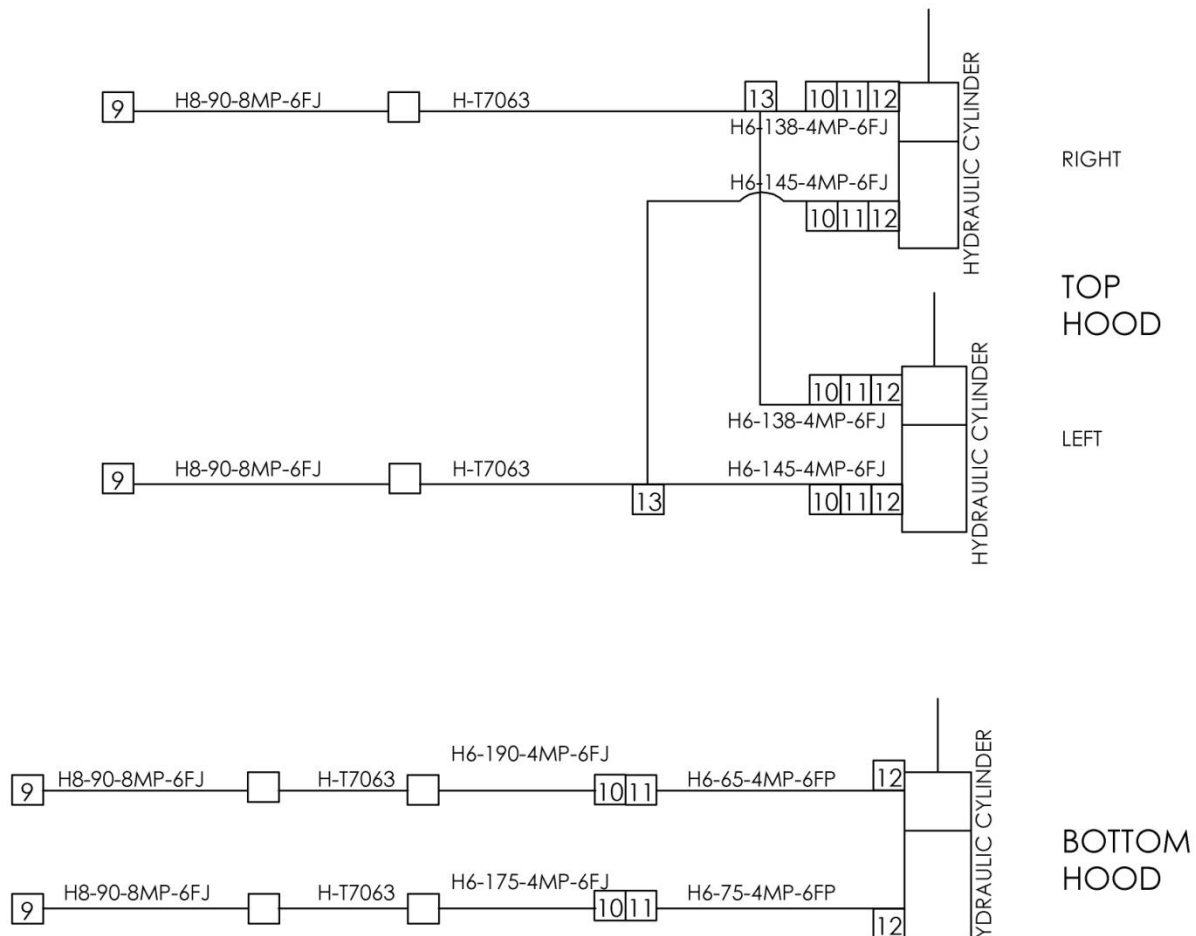 9 H8-90-8MP-6FJ H-T7063 13 10 11 12
H6-138-4MP-6FJ
HYDRAULIC CYLINDER
RIGHT
H6-145-4MP-6FJ
10 11 12
TOP
HOOD
10 11 12
H6-138-4MP-6FJ
HYDRAULIC CYLINDER
LEFT
9 H8-90-8MP-6FJ H-T7063 H6-145-4MP-6FJ
13 10 11 12
H6-190-4MP-6FJ
9 H8-90-8MP-6FJ H-T7063 10 11 H6-65-4MP-6FP 12
YDRAULIC CYLINDER
BOTTOM
HOOD
H6-175-4MP-6FJ
9 H8-90-8MP-6FJ H-T7063 10 11 H6-75-4MP-6FP
12